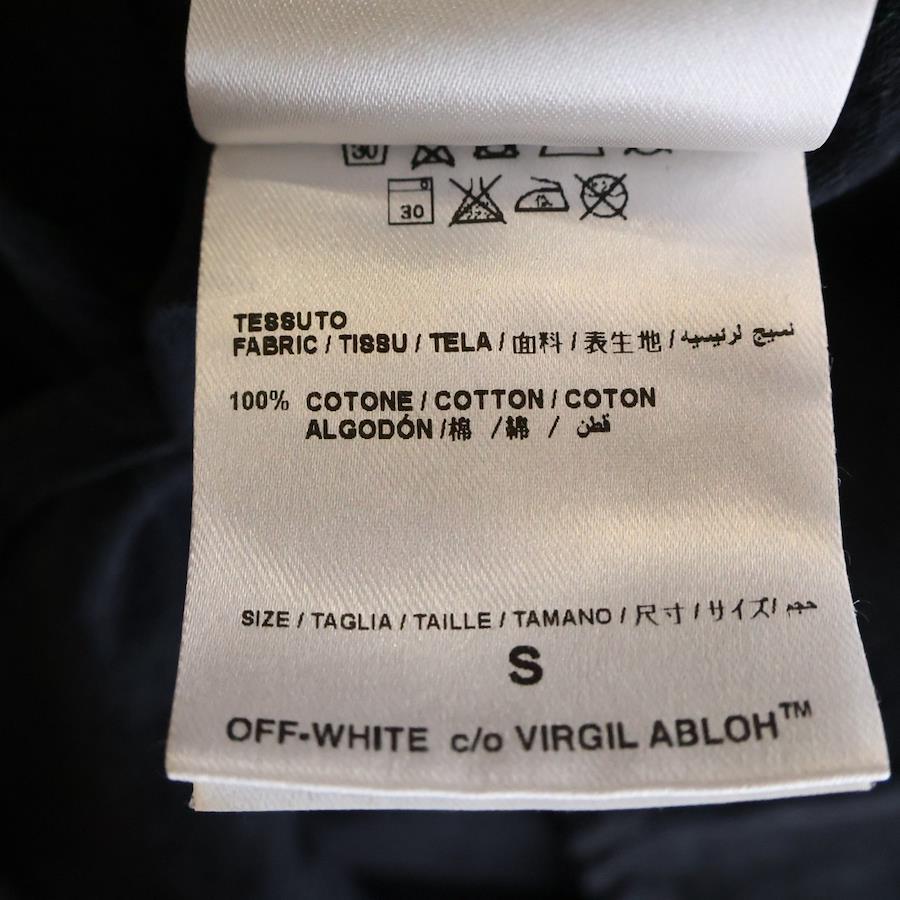 30
30
TESSUTO
FABRIC / TISSU / TELA / 面料 / 表生地 / نسيج لرئيسيه
100% COTONE / COTTON / COTON
ALGODÓN /棉 / 綿 / قطن
SIZE / TAGLIA / TAILLE / TAMANO / 尺寸 / サイズ / حجم
S
OFF-WHITE c/o VIRGIL ABLOH™